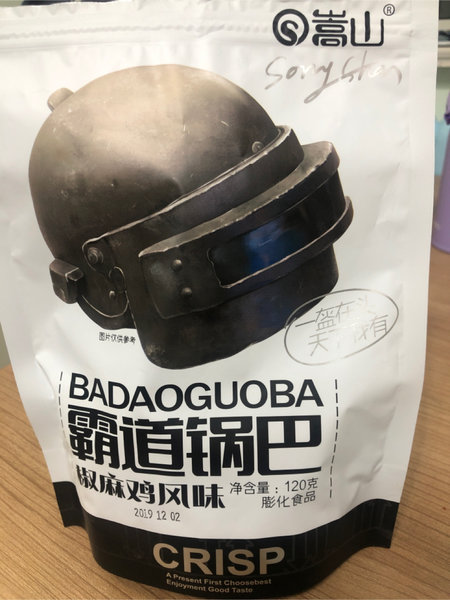 嵩山®
Song Shan
图片仅供参考
一盔在头
天下我有
BADAOGUOBA
霸道锅巴
椒麻鸡风味
净含量：120克
膨化食品
2019 12 02
CRISP
A Present First Choosebest
Enjoyment Good Taste